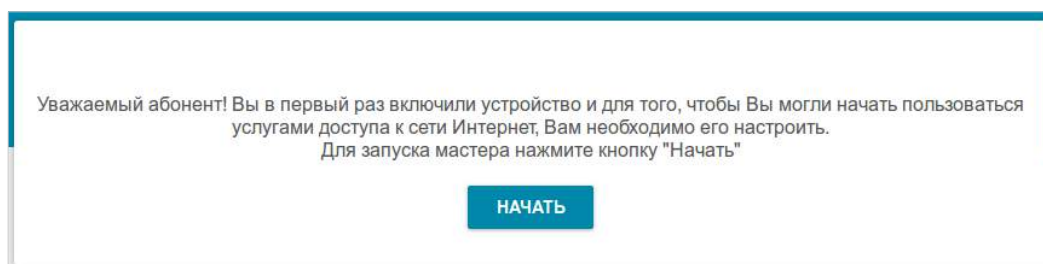 Уважаемый абонент! Вы в первый раз включили устройство и для того, чтобы Вы могли начать пользоваться
услугами доступа к сети Интернет, Вам необходимо его настроить.
Для запуска мастера нажмите кнопку "Начать"
НАЧАТЬ